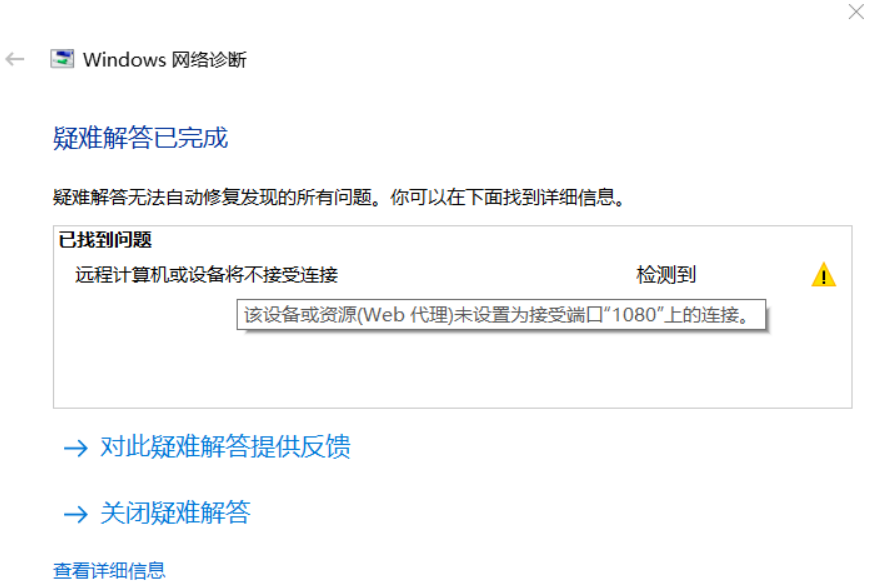 Windows 网络诊断
疑难解答已完成
疑难解答无法自动修复发现的所有问题。你可以在下面找到详细信息。
已找到问题
远程计算机或设备将不接受连接 检测到
该设备或资源(Web 代理)未设置为接受端口“1080”上的连接。
→ 对此疑难解答提供反馈
→ 关闭疑难解答
查看详细信息